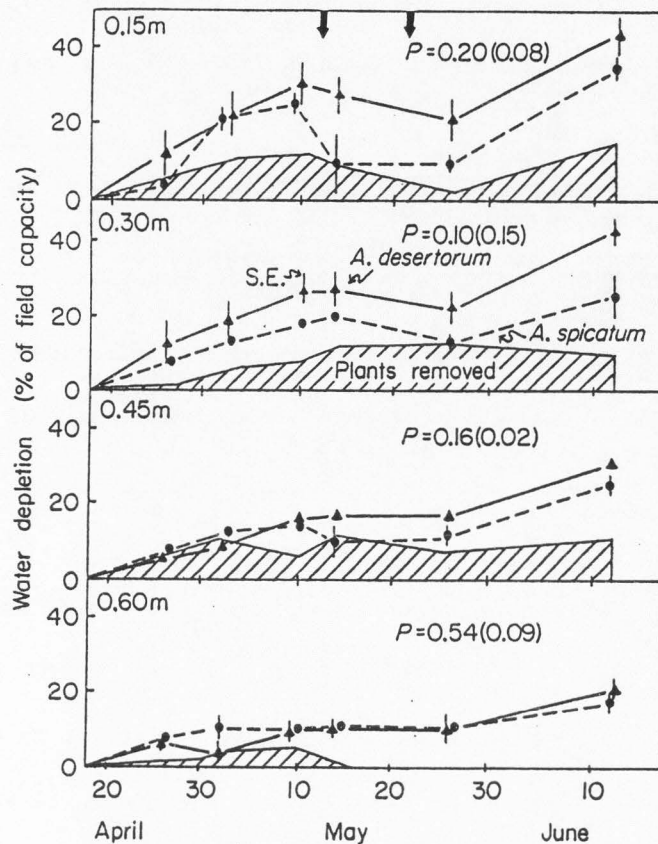 Water depletion (% of field capacity)
0.15m
P=0.20(0.08)
40
20
0
0.30m
P=0.10(0.15)
S.E.
A. desertorum
A. spicatum
Plants removed
40
20
0
0.45m
P=0.16(0.02)
40
20
0
0.60m
P=0.54(0.09)
40
20
0
20 30 10 20 30 10
April May June